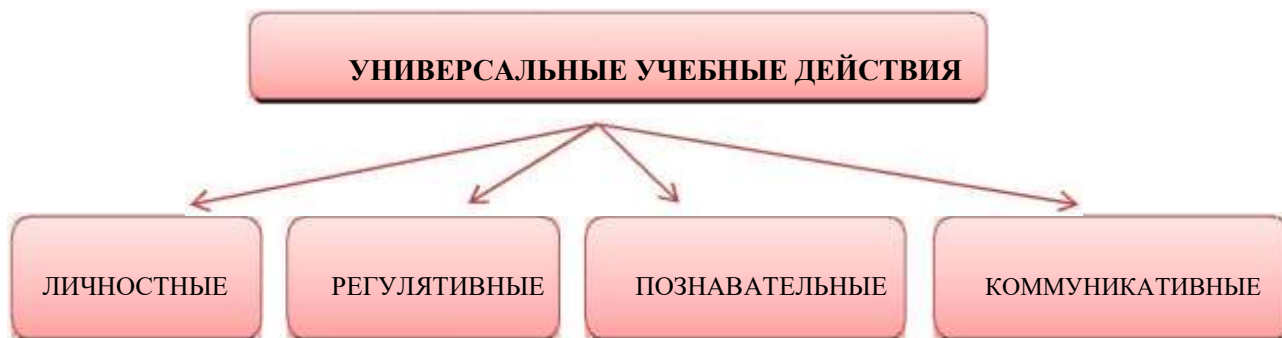 УНИВЕРСАЛЬНЫЕ УЧЕБНЫЕ ДЕЙСТВИЯ
ЛИЧНОСТНЫЕ
РЕГУЛЯТИВНЫЕ
ПОЗНАВАТЕЛЬНЫЕ
КОММУНИКАТИВНЫЕ